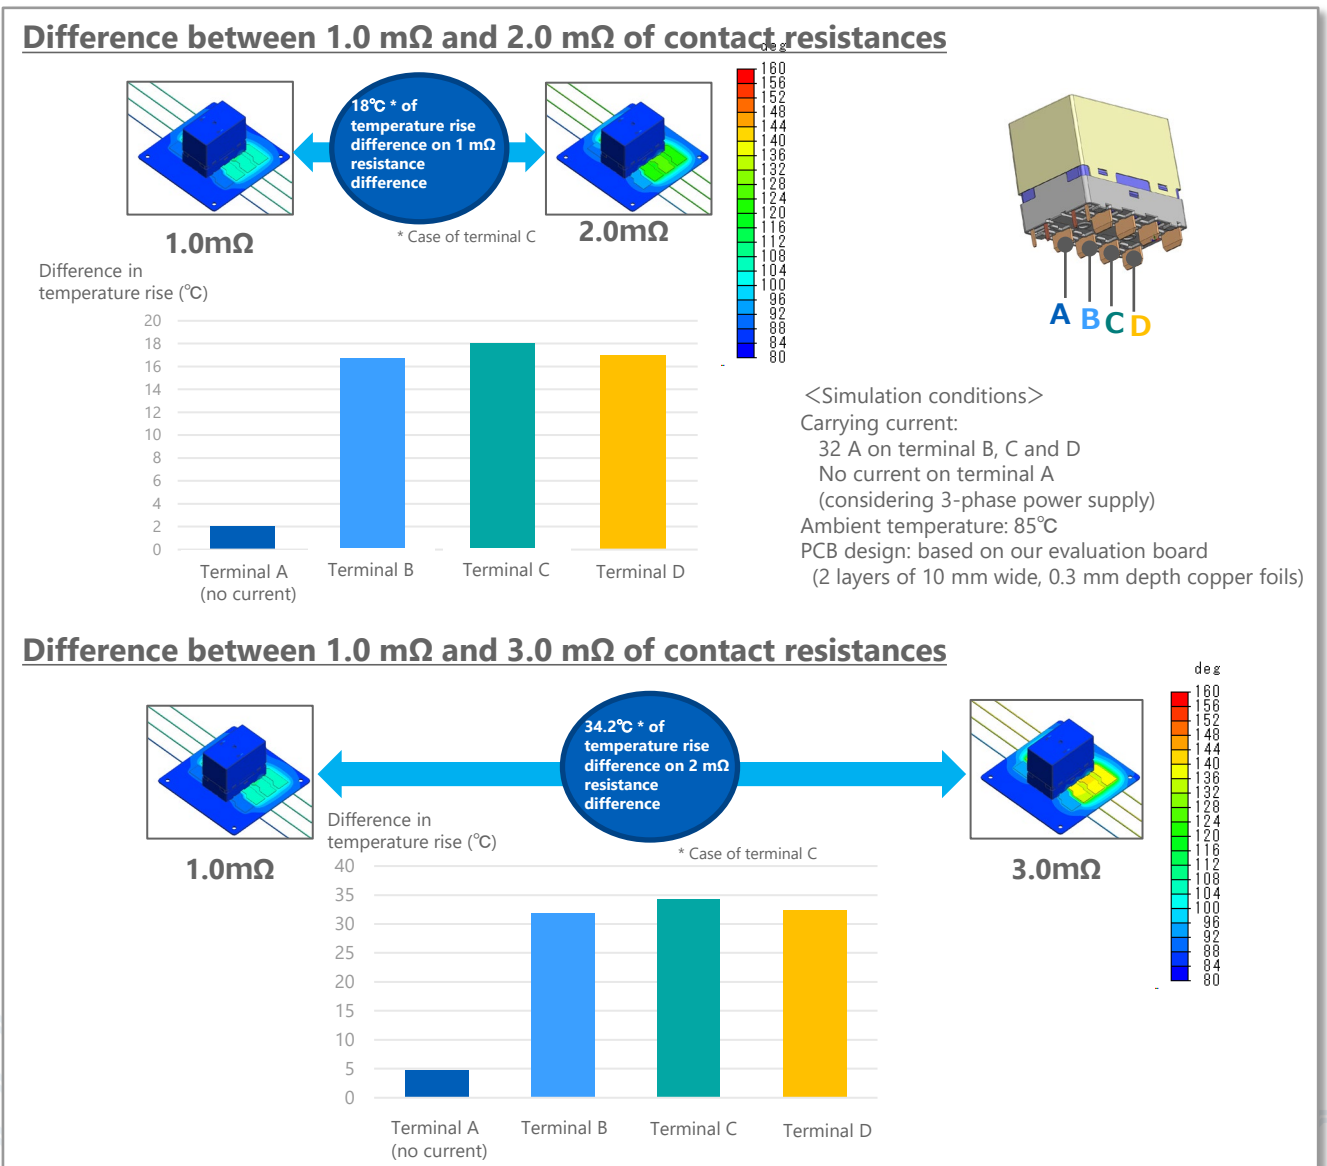 Difference between 1.0 mΩ and 2.0 mΩ of contact resistances
18℃ * of
temperature rise
difference on 1 mΩ
resistance
difference
1.0mΩ
* Case of terminal C
2.0mΩ
deg
160
156
152
148
144
140
136
132
128
124
120
116
112
108
104
100
96
92
88
84
80
A B C D
Difference in
temperature rise (℃)
20
18
16
14
12
10
8
6
4
2
0
Terminal A
(no current)
Terminal B
Terminal C
Terminal D
<Simulation conditions>
Carrying current:
32 A on terminal B, C and D
No current on terminal A
(considering 3-phase power supply)
Ambient temperature: 85℃
PCB design: based on our evaluation board
(2 layers of 10 mm wide, 0.3 mm depth copper foils)
Difference between 1.0 mΩ and 3.0 mΩ of contact resistances
34.2℃ * of
temperature rise
difference on 2 mΩ
resistance
difference
1.0mΩ
* Case of terminal C
3.0mΩ
deg
160
156
152
148
144
140
136
132
128
124
120
116
112
108
104
100
96
92
88
84
80
Difference in
temperature rise (℃)
40
35
30
25
20
15
10
5
0
Terminal A
(no current)
Terminal B
Terminal C
Terminal D